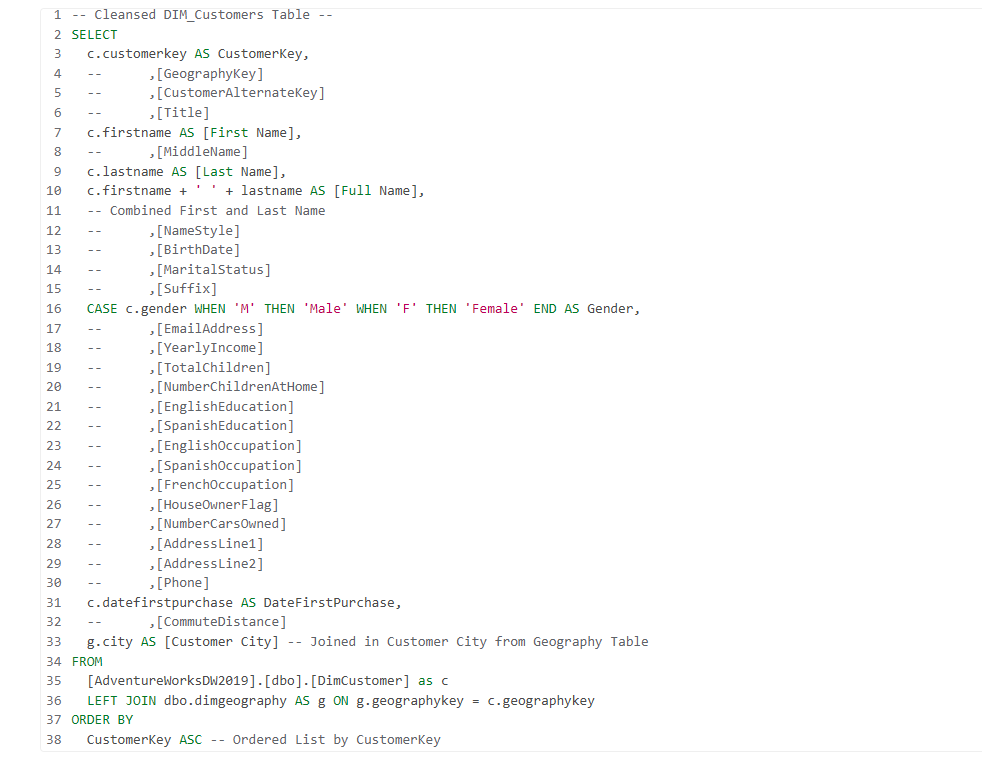 1 -- Cleansed DIM_Customers Table --
2 SELECT
3 c.customerkey AS CustomerKey,
4 -- ,[GeographyKey]
5 -- ,[CustomerAlternateKey]
6 -- ,[Title]
7 c.firstname AS [First Name],
8 -- ,[MiddleName]
9 c.lastname AS [Last Name],
10 c.firstname + ' ' + lastname AS [Full Name],
11 -- Combined First and Last Name
12 -- ,[NameStyle]
13 -- ,[BirthDate]
14 -- ,[MaritalStatus]
15 -- ,[Suffix]
16 CASE c.gender WHEN 'M' THEN 'Male' WHEN 'F' THEN 'Female' END AS Gender,
17 -- ,[EmailAddress]
18 -- ,[YearlyIncome]
19 -- ,[TotalChildren]
20 -- ,[NumberChildrenAtHome]
21 -- ,[EnglishEducation]
22 -- ,[SpanishEducation]
23 -- ,[EnglishOccupation]
24 -- ,[SpanishOccupation]
25 -- ,[FrenchOccupation]
26 -- ,[HouseOwnerFlag]
27 -- ,[NumberCarsOwned]
28 -- ,[AddressLine1]
29 -- ,[AddressLine2]
30 -- ,[Phone]
31 c.datefirstpurchase AS DateFirstPurchase,
32 -- ,[CommuteDistance]
33 g.city AS [Customer City] -- Joined in Customer City from Geography Table
34 FROM
35 [AdventureWorksDW2019].[dbo].[DimCustomer] as c
36 LEFT JOIN dbo.dimgeography AS g ON g.geographykey = c.geographykey
37 ORDER BY
38 CustomerKey ASC -- Ordered List by CustomerKey